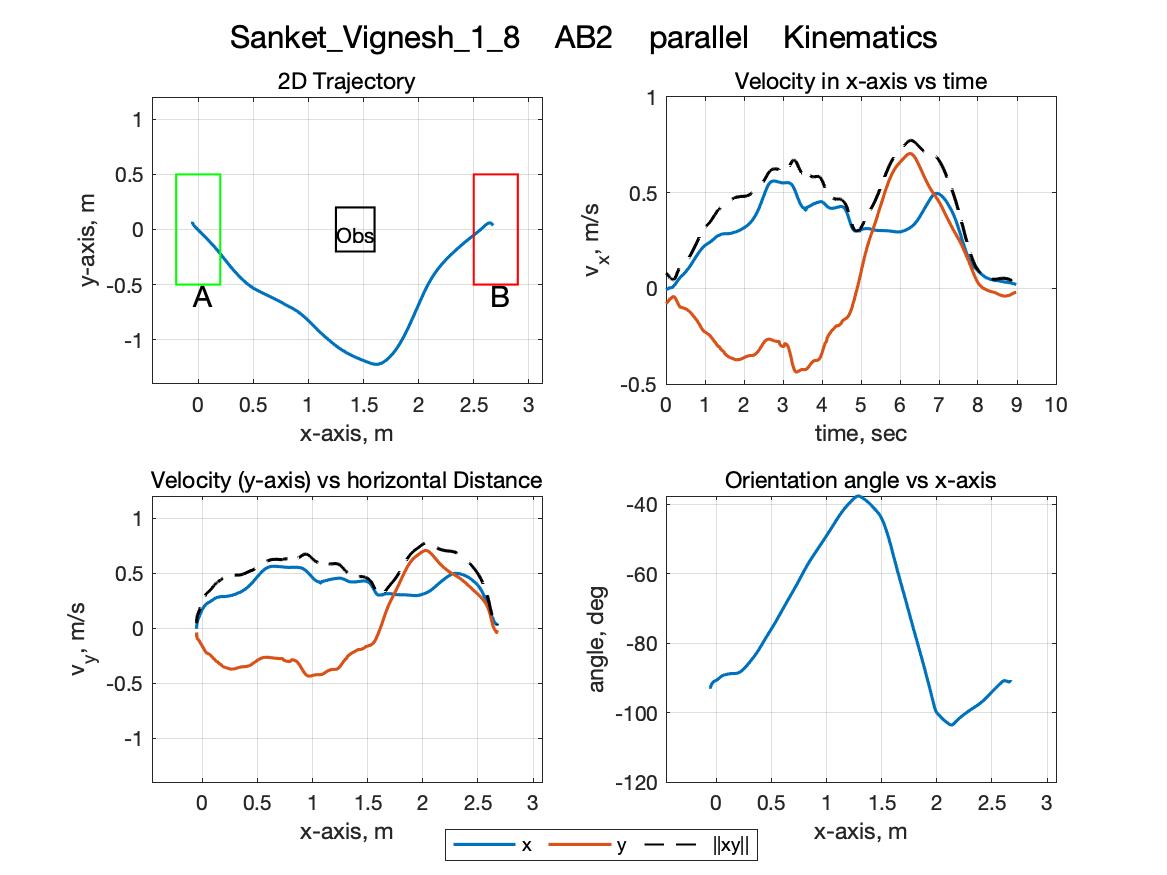 Sanket_Vignesh_1_8 AB2 parallel Kinematics
2D Trajectory
1
0.5
0
-0.5
-1
y-axis, m
A
Obs
B
0 0.5 1 1.5 2 2.5 3
x-axis, m
Velocity in x-axis vs time
1
0.5
0
-0.5
vx, m/s
0 1 2 3 4 5 6 7 8 9 10
time, sec
Velocity (y-axis) vs horizontal Distance
1
0.5
0
-0.5
-1
vy, m/s
0 0.5 1 1.5 2 2.5 3
x-axis, m
Orientation angle vs x-axis
-40
-60
-80
-100
-120
angle, deg
0 0.5 1 1.5 2 2.5 3
x-axis, m
x y ||xy||